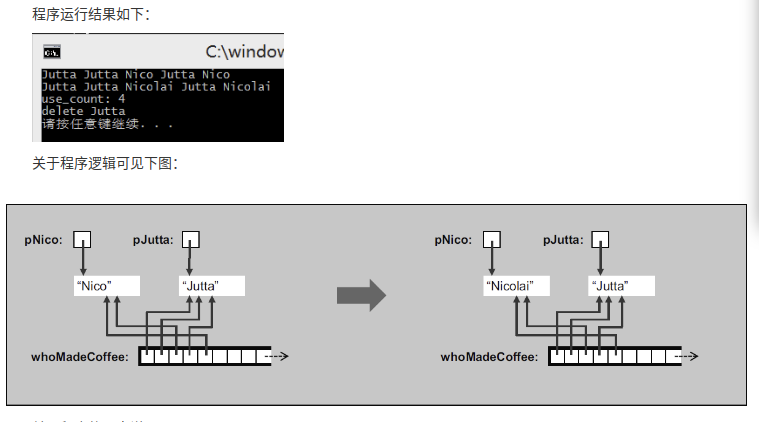 程序运行结果如下：
C:\window
Jutta Jutta Nico Jutta Nico
Jutta Jutta Nicolai Jutta Nicolai
use_count: 4
delete Jutta
请按任意键继续. . .
关于程序逻辑可见下图：
pNico: pJutta: pNico: pJutta:
“Nico” “Jutta” “Nicolai” “Jutta”
whoMadeCoffee: whoMadeCoffee: